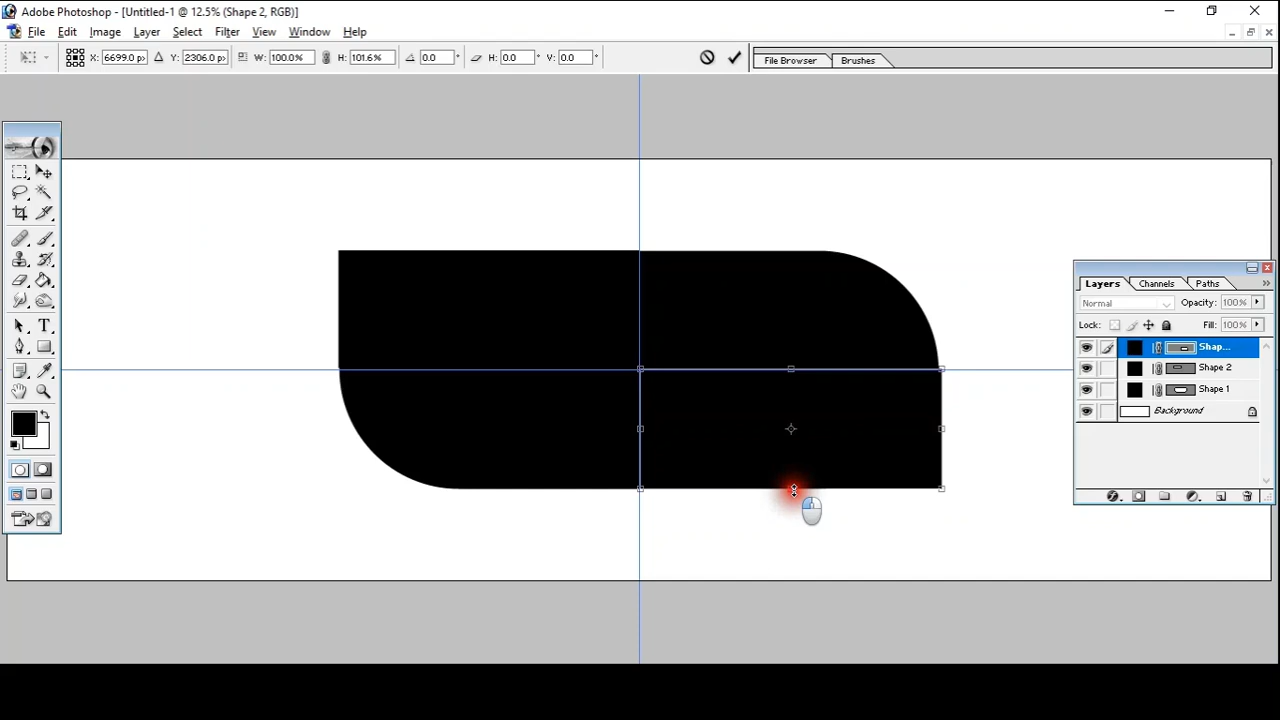 Adobe Photoshop - [Untitled-1 @ 12.5% (Shape 2, RGB)]
File Edit Image Layer Select Filter View Window Help
X: 6699.0 p> Y: 2306.0 p> W: 100.0% H: 101.6% 0.0 ° H: 0.0 ° V: 0.0 °
File Browser Brushes
Layers Channels Paths
Normal Opacity: 100%
Lock: Fill: 100%
Shap...
Shape 2
Shape 1
Background